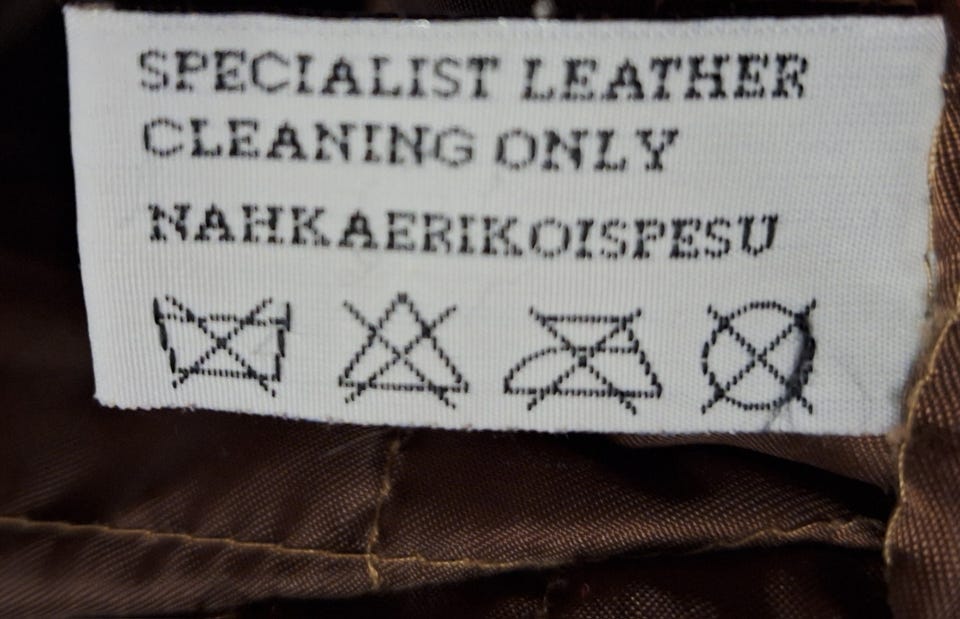 SPECIALIST LEATHER
CLEANING ONLY
NAHKAERIKOISPESU